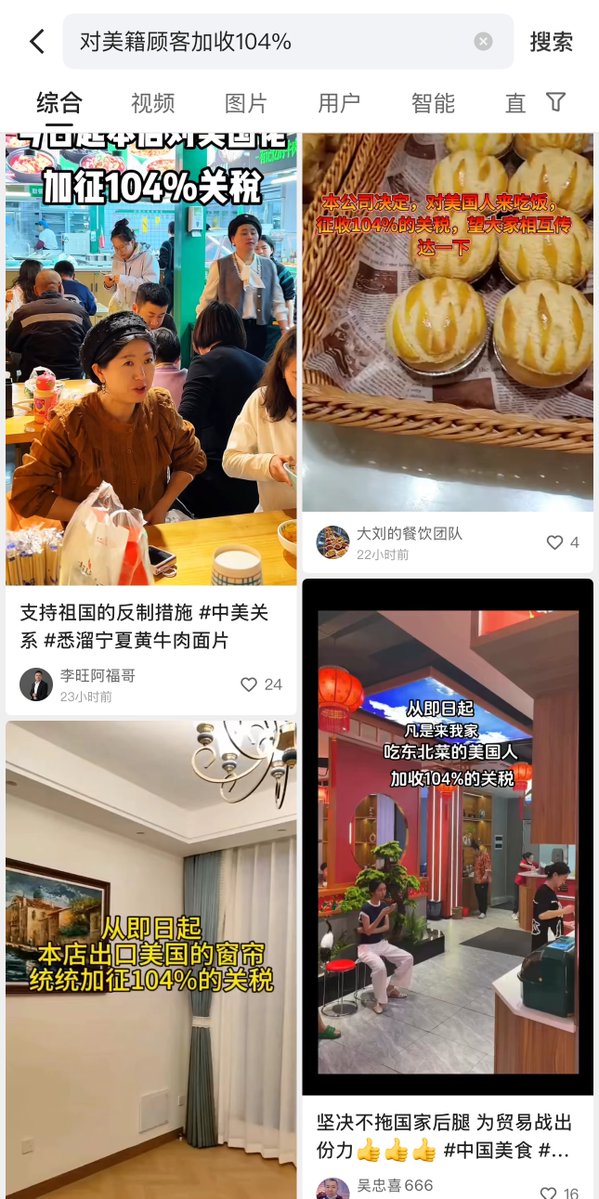 对美籍顾客加收104%
搜索
综合
视频
图片
用户
智能
直
今日起本店对美国佬
加征104%关税
支持祖国的反制措施 #中美关
系 #悉溜宁夏黄牛肉面片
李旺阿福哥
23小时前
24
本公司决定，对美国人来吃饭，
征收104%的关税，望大家相互传
达一下
大刘的餐饮团队
22小时前
4
从即日起
本店出口美国的窗帘
统统加征104%的关税
从即日起
凡是来我家
吃东北菜的美国人
加收104%的关税
坚决不拖国家后腿 为贸易战出
份力👍👍👍 #中国美食 #...
吴忠喜666
16